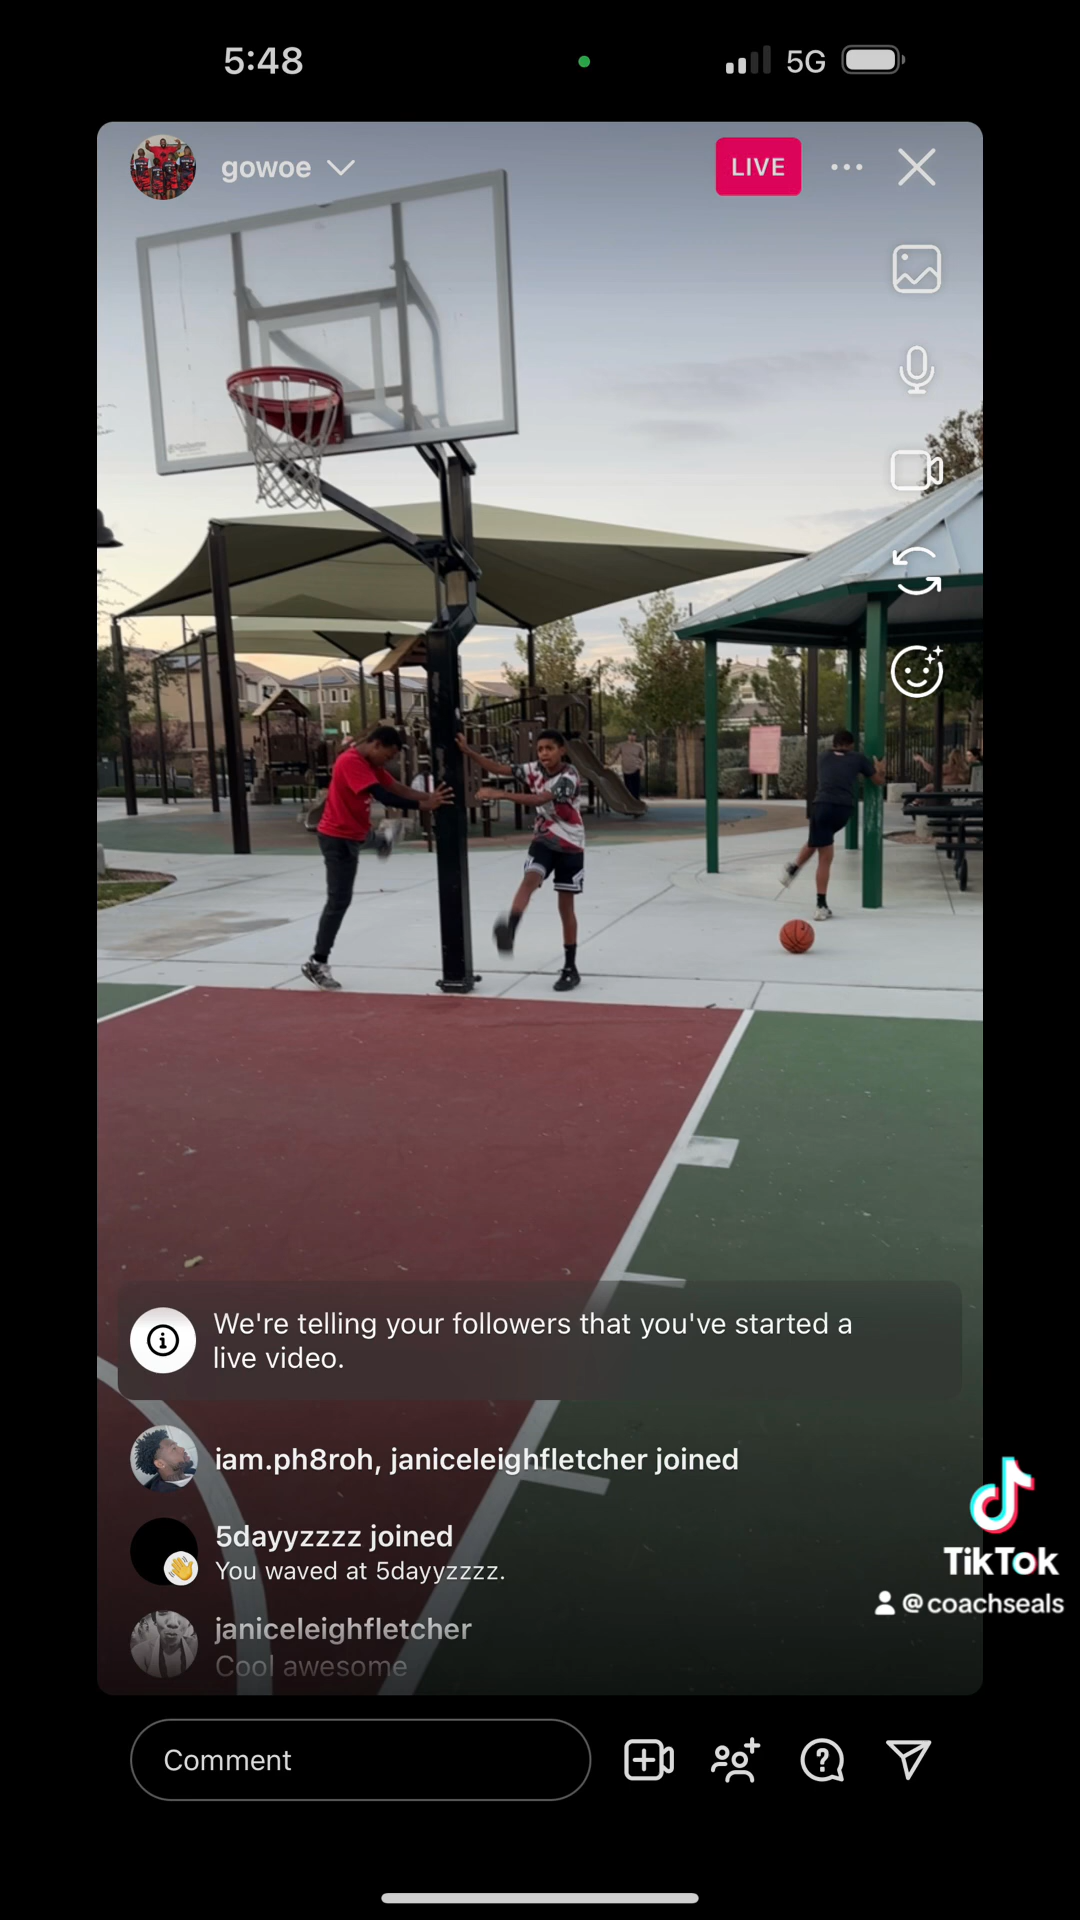 5:48
5G
gowoe
LIVE
We're telling your followers that you've started a
live video.
iam.ph8roh, janiceleighfletcher joined
5dayyzzzz joined
You waved at 5dayyzzzz.
janiceleighfletcher
Cool awesome
TikTok
@coachseals
Comment